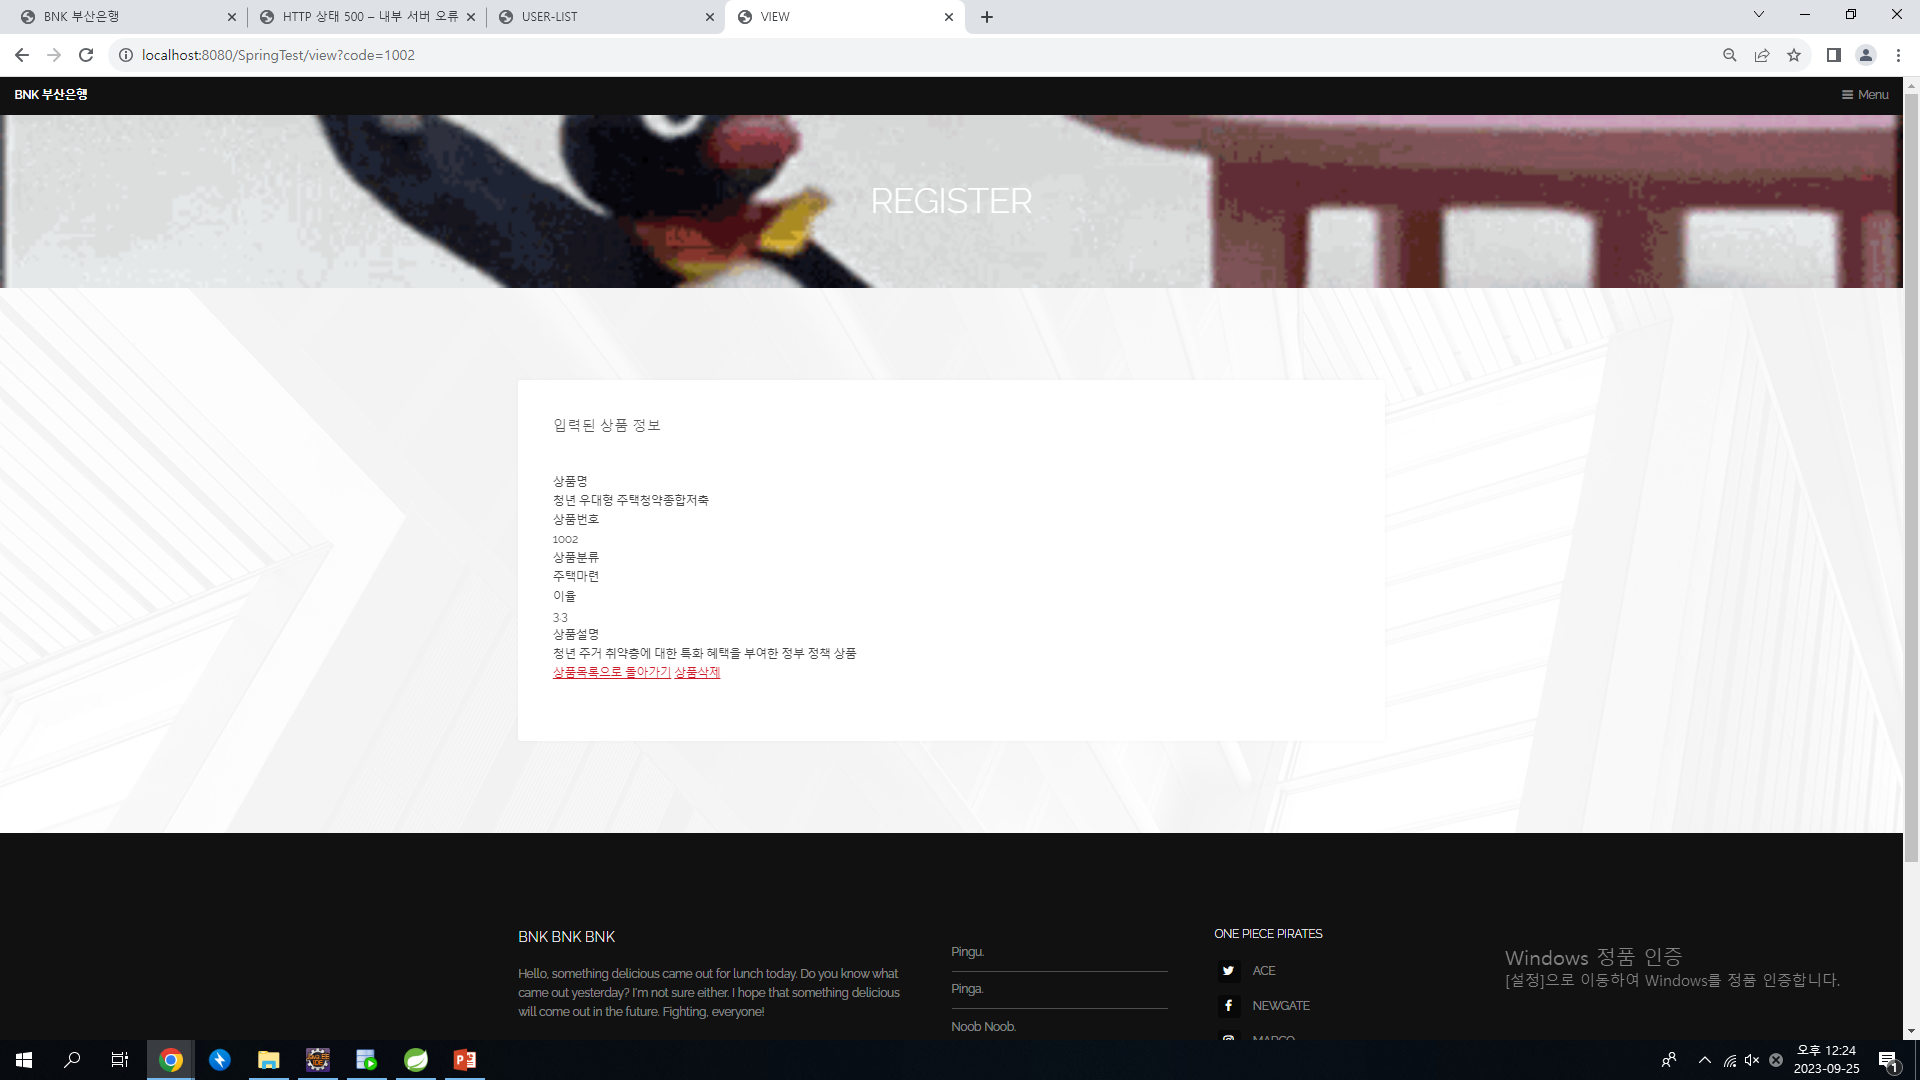 BNK 부산은행
HTTP 상태 500 – 내부 서버 오류
USER-LIST
VIEW
localhost:8080/SpringTest/view?code=1002
BNK 부산은행
Menu
REGISTER
입력된 상품 정보
상품명
청년 우대형 주택청약종합저축
상품번호
1002
상품분류
주택마련
이율
3.3
상품설명
청년 주거 취약층에 대한 특화 혜택을 부여한 정부 정책 상품
상품목록으로 돌아가기 상품삭제
BNK BNK BNK
Hello, something delicious came out for lunch today. Do you know what
came out yesterday? I'm not sure either. I hope that something delicious
will come out in the future. Fighting, everyone!
Pingu.
Pinga.
Noob Noob.
ONE PIECE PIRATES
ACE
NEWGATE
MARCO
Windows 정품 인증
[설정]으로 이동하여 Windows를 정품 인증합니다.
오후 12:24
2023-09-25
1